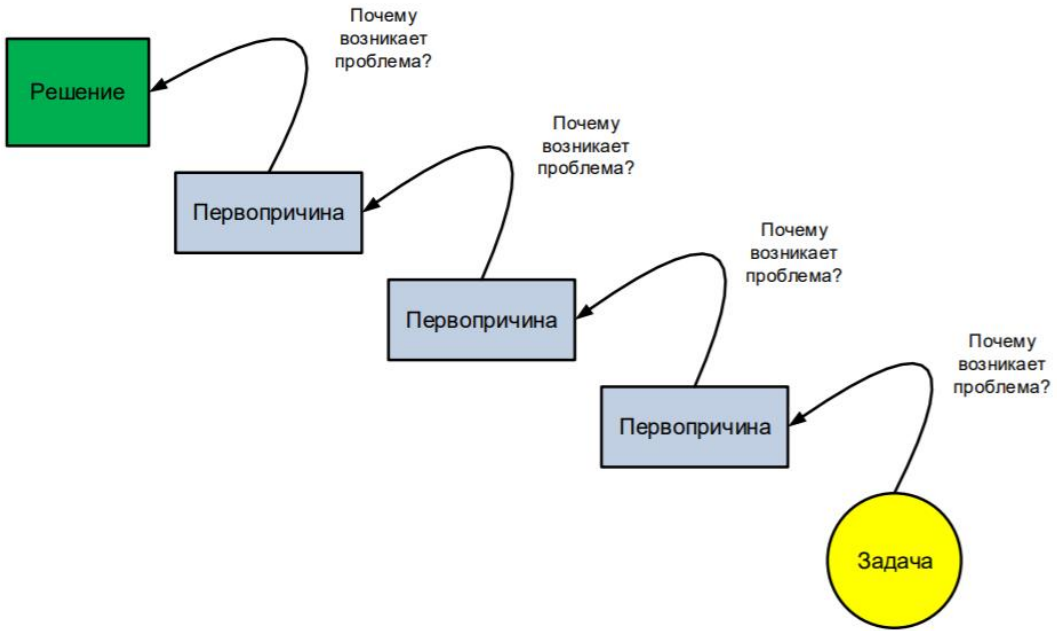 Почему
возникает
проблема?
Решение
Почему
возникает
проблема?
Первопричина
Почему
возникает
проблема?
Первопричина
Почему
возникает
проблема?
Первопричина
Задача